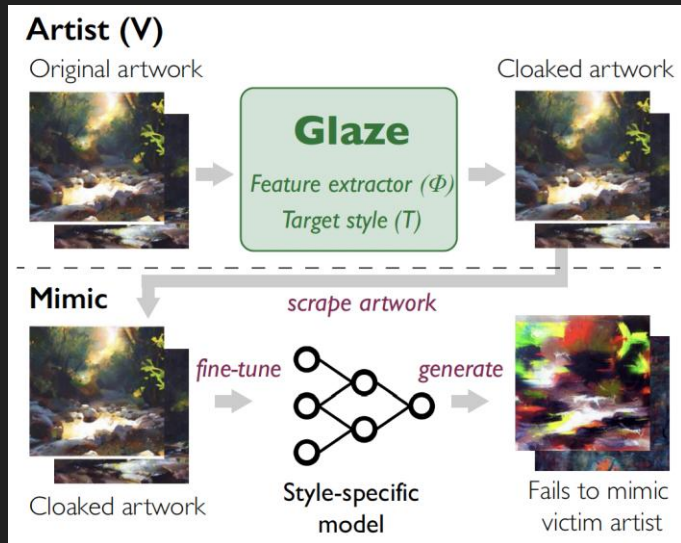 Artist (V)
Original artwork
Cloaked artwork
Glaze
Feature extractor (Φ)
Target style (T)
Mimic
scrape artwork
fine-tune
generate
Cloaked artwork
Style-specific
model
Fails to mimic
victim artist